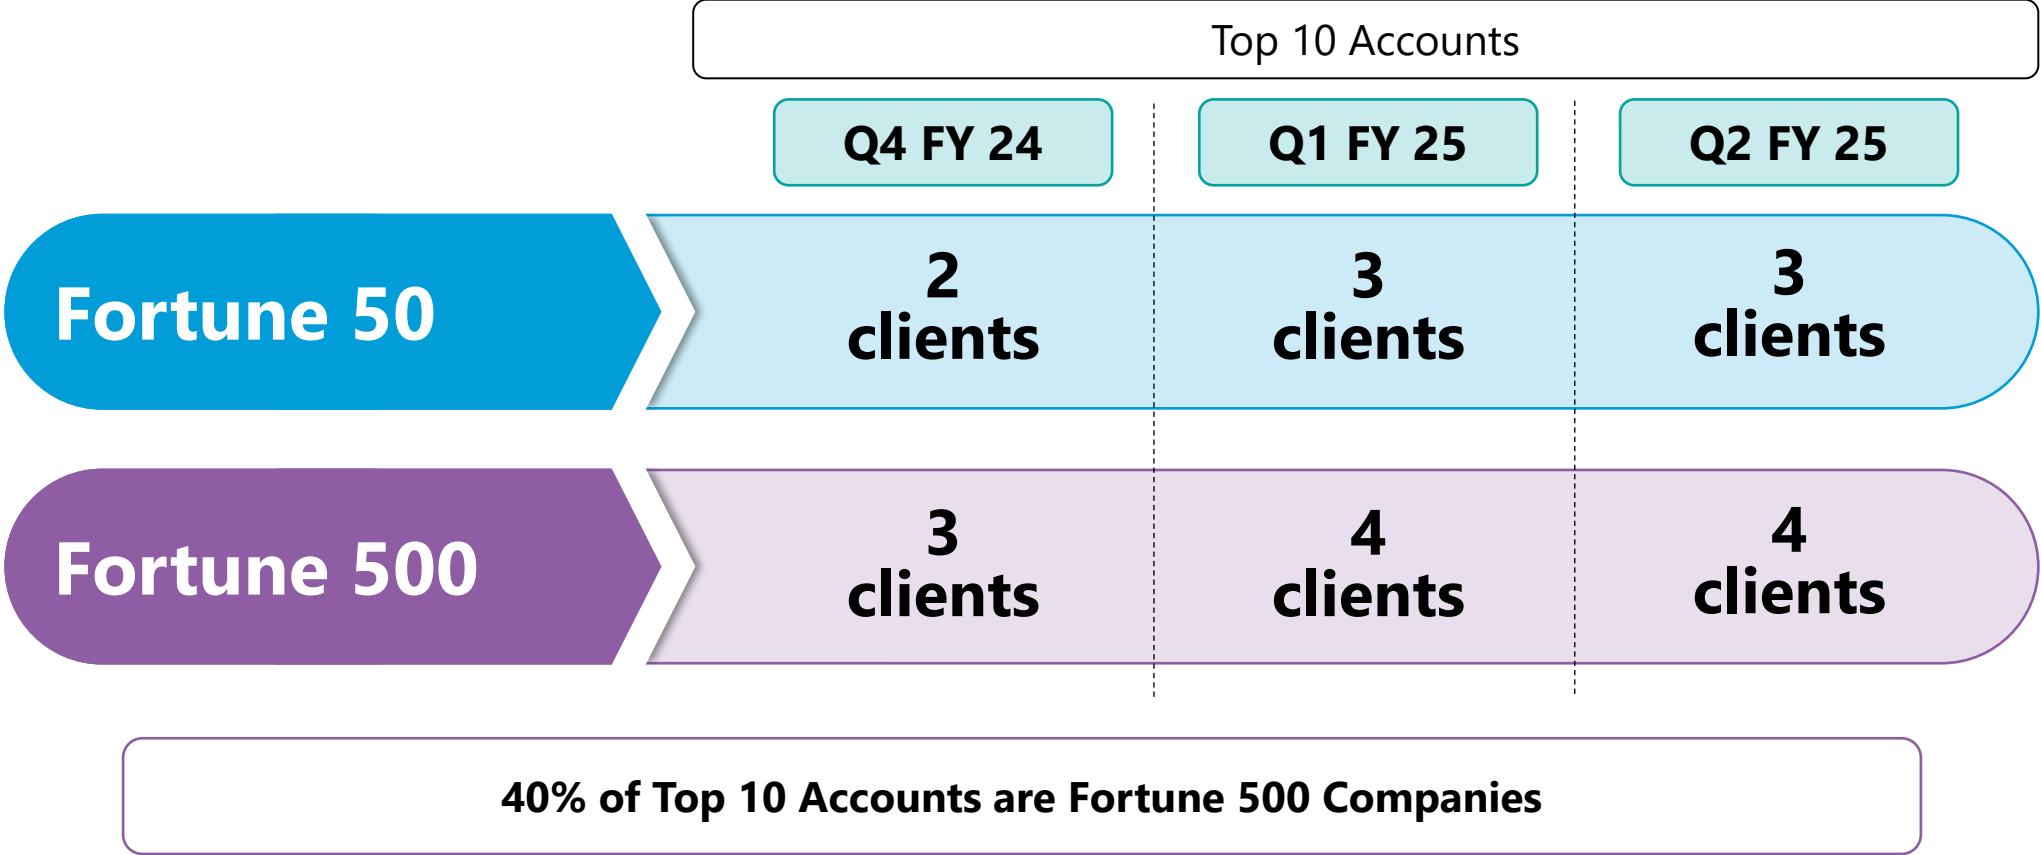 Top 10 Accounts
Q4 FY 24
Q1 FY 25
Q2 FY 25
Fortune 50
2
clients
3
clients
3
clients
Fortune 500
3
clients
4
clients
4
clients
40% of Top 10 Accounts are Fortune 500 Companies